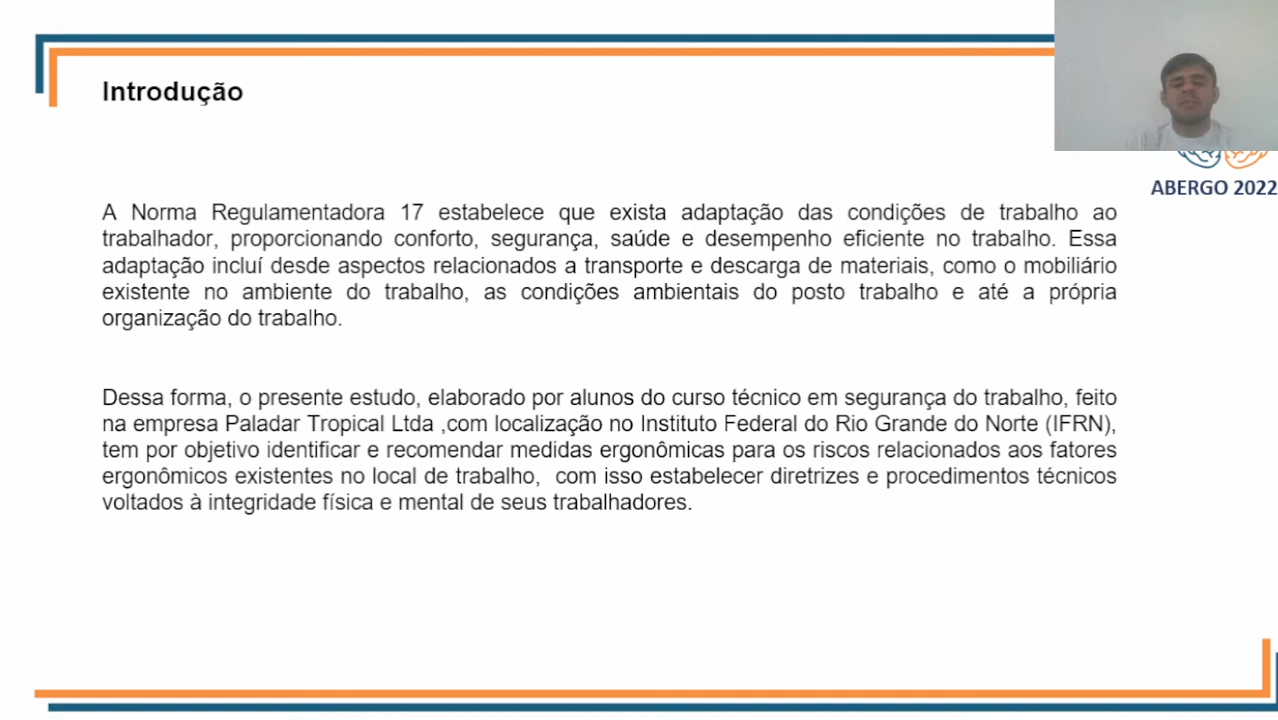 Introdução
ABERGO 2022
A Norma Regulamentadora 17 estabelece que exista adaptação das condições de trabalho ao
trabalhador, proporcionando conforto, segurança, saúde e desempenho eficiente no trabalho. Essa
adaptação incluí desde aspectos relacionados a transporte e descarga de materiais, como o mobiliário
existente no ambiente do trabalho, as condições ambientais do posto trabalho e até a própria
organização do trabalho.
Dessa forma, o presente estudo, elaborado por alunos do curso técnico em segurança do trabalho, feito
na empresa Paladar Tropical Ltda ,com localização no Instituto Federal do Rio Grande do Norte (IFRN),
tem por objetivo identificar e recomendar medidas ergonômicas para os riscos relacionados aos fatores
ergonômicos existentes no local de trabalho, com isso estabelecer diretrizes e procedimentos técnicos
voltados à integridade física e mental de seus trabalhadores.